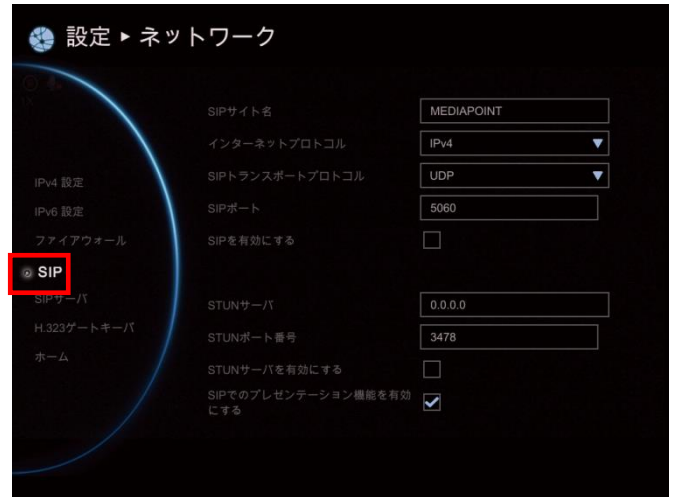 設定 ▸ ネットワーク
SIPサイト名 MEDIAPOINT
インターネットプロトコル IPv4
SIPトランスポートプロトコル UDP
SIPポート 5060
SIPを有効にする
STUNサーバ 0.0.0.0
STUNポート番号 3478
STUNサーバを有効にする
SIPでのプレゼンテーション機能を有効
にする
IPv4 設定
IPv6 設定
ファイアウォール
SIP
SIPサーバ
H.323ゲートキーパ
ホーム